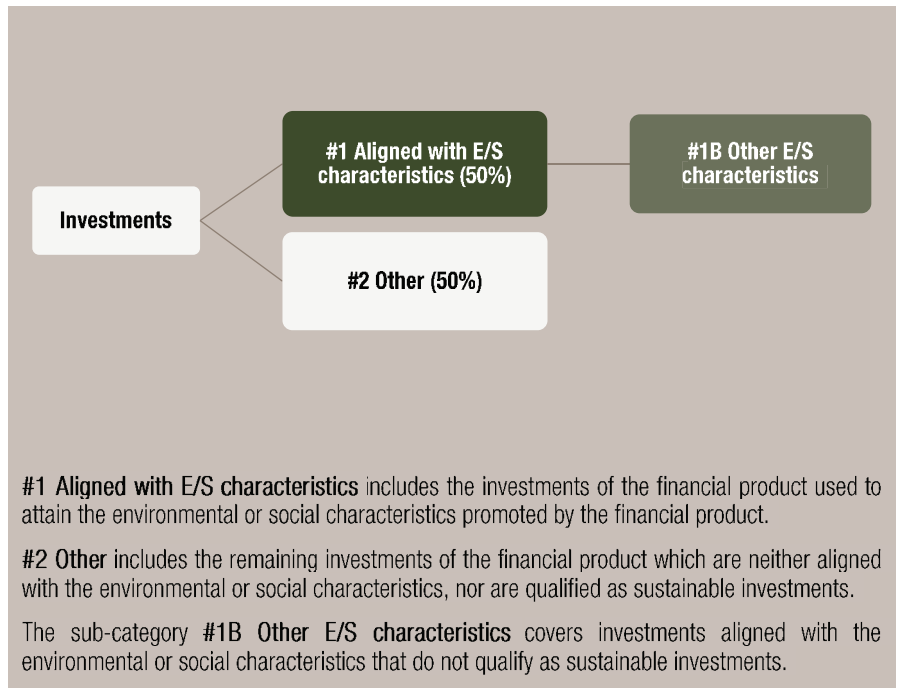 #1 Aligned with E/S
characteristics (50%)
#1B Other E/S
characteristics
Investments
#2 Other (50%)
#1 Aligned with E/S characteristics includes the investments of the financial product used to
attain the environmental or social characteristics promoted by the financial product.
#2 Other includes the remaining investments of the financial product which are neither aligned
with the environmental or social characteristics, nor are qualified as sustainable investments.
The sub-category #1B Other E/S characteristics covers investments aligned with the
environmental or social characteristics that do not qualify as sustainable investments.